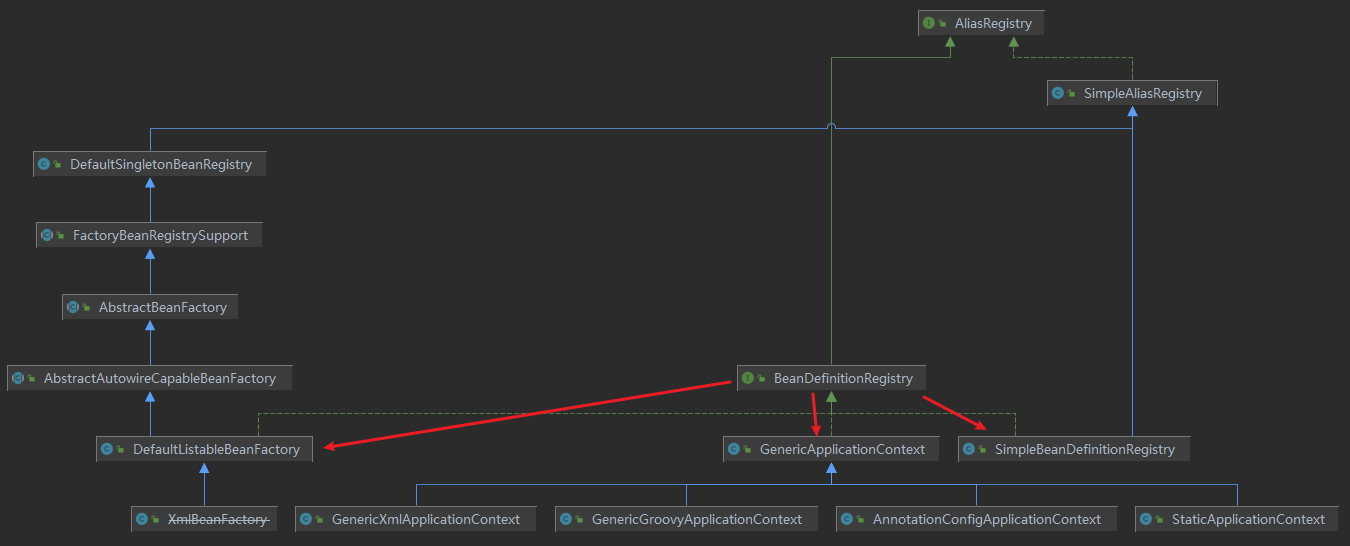 AliasRegistry
SimpleAliasRegistry
DefaultSingletonBeanRegistry
FactoryBeanRegistrySupport
AbstractBeanFactory
AbstractAutowireCapableBeanFactory
BeanDefinitionRegistry
DefaultListableBeanFactory
GenericApplicationContext
SimpleBeanDefinitionRegistry
XmlBeanFactory
GenericXmlApplicationContext
GenericGroovyApplicationContext
AnnotationConfigApplicationContext
StaticApplicationContext